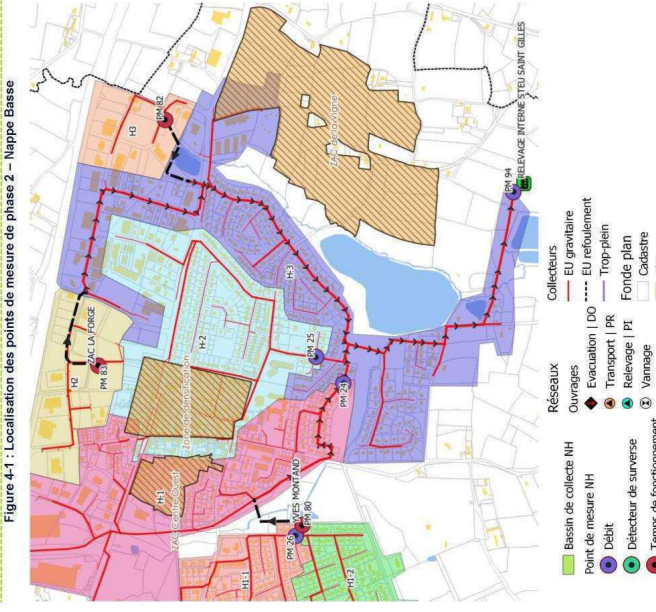 Figure 4-1 : Localisation des points de mesure de phase 2 – Nappe Basse
H3
PM 82
ZAC de la Vigne
RELEVAGE INTERNE STEU SAINT GILLES
PM 94
H-3
H2
ZAC LA FORGE
PM 83
H-2
Zone de densification
PM 25
PM 24
H-1
ZAC Centre Ouest
YVES MONTAND
PM 80
PM 26
H1-1
H1-2
Bassin de collecte NH
Point de mesure NH
Débit
Détecteur de surverse
Temps de fonctionnement
Réseaux
Ouvrages
Evacuation | DO
Transport | PR
Relevage | PI
Vannage
Collecteurs
EU gravitaire
EU refoulement
Trop-plein
Fonde plan
Cadastre